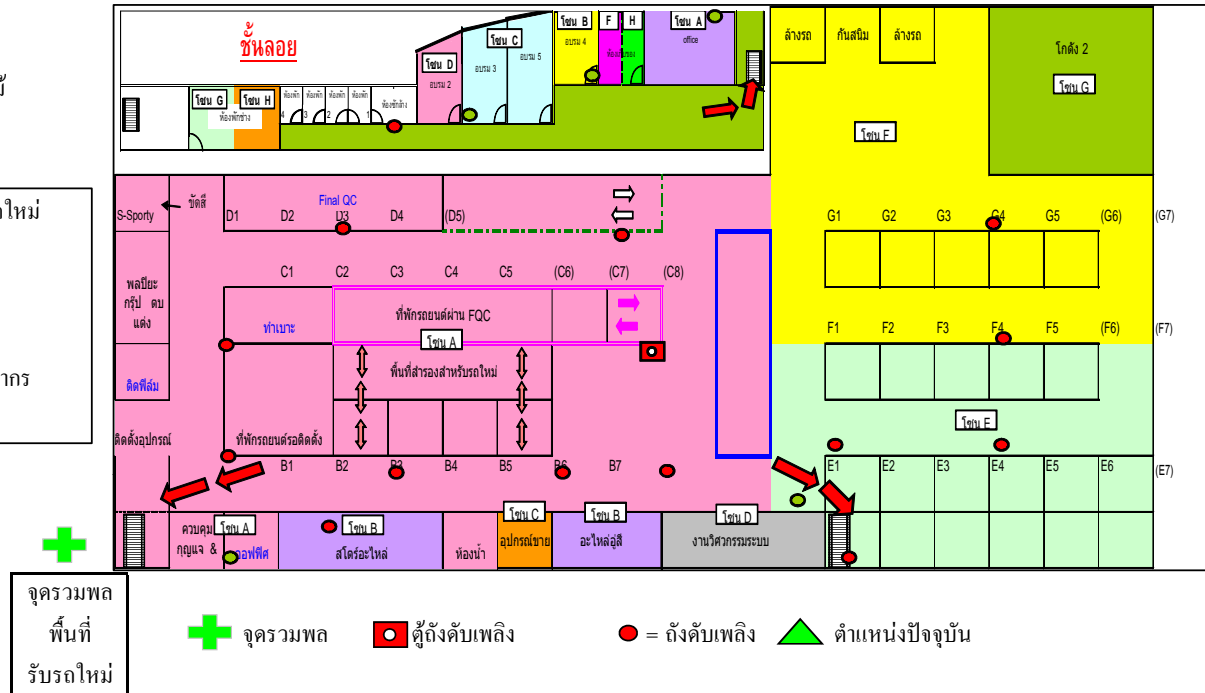 ชั้นลอย
โซน B
F
H
โซน A
อบรม 4
office
โซน C
โซน D
อบรม 2
อบรม 3
อบรม 5
โซน G
โซน H
ห้องพักช่าง
ห้องพัก 4
ห้องพัก 3
ห้องพัก 2
ห้องพัก 1
ห้องซักล้าง
ล้างรถ
กันสนิม
ล้างรถ
โกดัง 2
โซน G
โซน F
ถใหม่
ากร
S-Sporty
ขัดสี
Final QC
D1
D2
D3
D4
(D5)
G1
G2
G3
G4
G5
(G6)
(G7)
C1
C2
C3
C4
C5
(C6)
(C7)
(C8)
พลปิยะ
กรุ๊ป ตบ
แต่ง
ท่าเบาะ
ที่พักรถยนต์ผ่าน FQC
โซน A
F1
F2
F3
F4
F5
(F6)
(F7)
พื้นที่สำรองสำหรับรถใหม่
ติดฟิล์ม
โซน E
ติดตั้งอุปกรณ์
ที่พักรถยนต์รอติดตั้ง
B1
B2
B3
B4
B5
B6
B7
E1
E2
E3
E4
E5
E6
(E7)
โซน A
โซน B
โซน C
โซน B
โซน D
ควบคุม
กุญแจ &
ออฟฟิศ
สโตร์อะไหล่
ห้องน้ำ
อุปกรณ์ขาย
อะไหล่อู่สี
งานวิศวกรรมระบบ
จุดรวมพล
พื้นที่
รับรถใหม่
จุดรวมพล
ตู้ถังดับเพลิง
= ถังดับเพลิง
ตำแหน่งปัจจุบัน